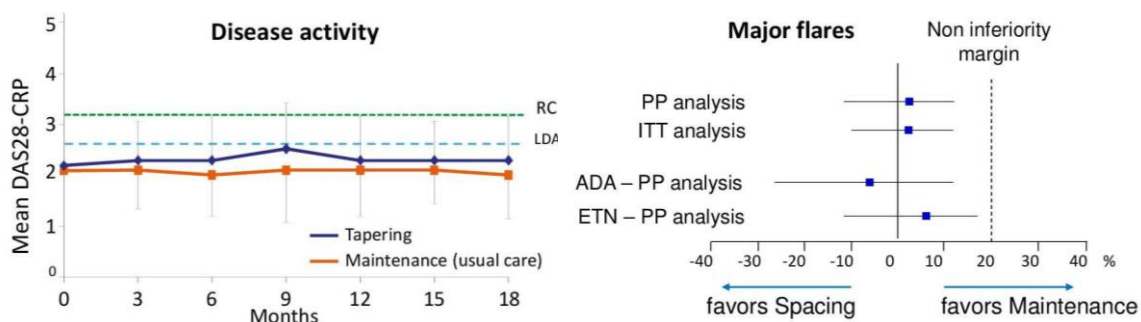 Disease activity
Mean DAS28-CRP
5
4
3
2
1
0
RC
LDA
Tapering
Maintenance (usual care)
0 3 6 9 12 15 18
Months
Major flares
Non inferiority
margin
PP analysis
ITT analysis
ADA – PP analysis
ETN – PP analysis
-40 -30 -20 -10 0 10 20 30 40 %
favors Spacing
favors Maintenance